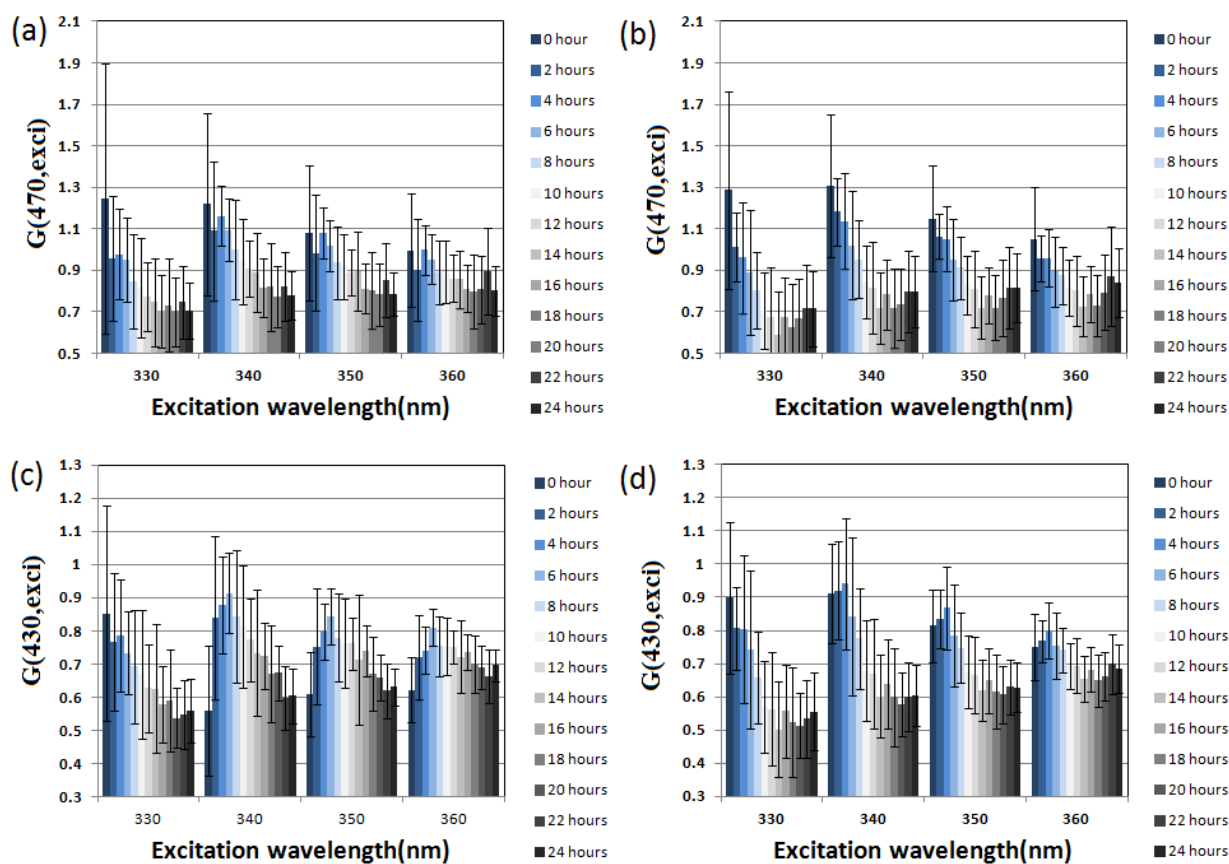 (a)
G(470,exci)
2.1
1.9
1.7
1.5
1.3
1.1
0.9
0.7
0.5
330 340 350 360
Excitation wavelength(nm)
0 hour
2 hours
4 hours
6 hours
8 hours
10 hours
12 hours
14 hours
16 hours
18 hours
20 hours
22 hours
24 hours
(b)
G(470,exci)
2.1
1.9
1.7
1.5
1.3
1.1
0.9
0.7
0.5
330 340 350 360
Excitation wavelength(nm)
0 hour
2 hours
4 hours
6 hours
8 hours
10 hours
12 hours
14 hours
16 hours
18 hours
20 hours
22 hours
24 hours
(c)
G(430,exci)
1.3
1.2
1.1
1
0.9
0.8
0.7
0.6
0.5
0.4
0.3
330 340 350 360
Excitation wavelength(nm)
0 hour
2 hours
4 hours
6 hours
8 hours
10 hours
12 hours
14 hours
16 hours
18 hours
20 hours
22 hours
24 hours
(d)
G(430,exci)
1.3
1.2
1.1
1
0.9
0.8
0.7
0.6
0.5
0.4
0.3
330 340 350 360
Excitation wavelength(nm)
0 hour
2 hours
4 hours
6 hours
8 hours
10 hours
12 hours
14 hours
16 hours
18 hours
20 hours
22 hours
24 hours